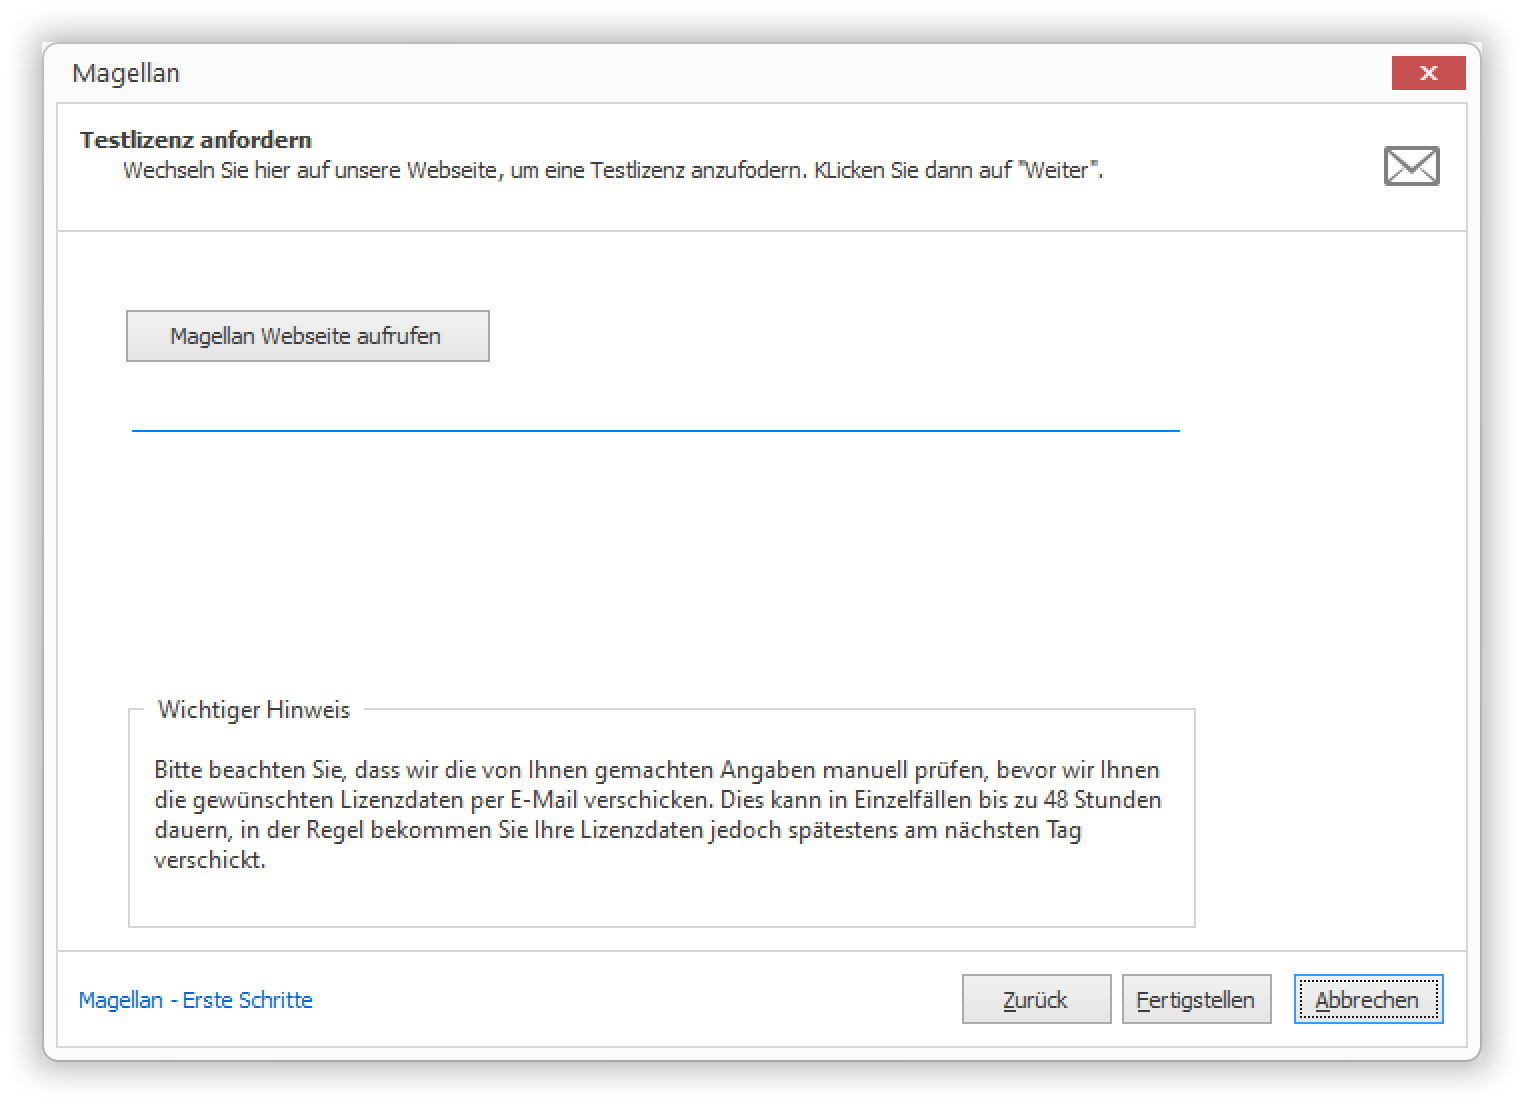 Magellan
Testlizenz anfordern
Wechseln Sie hier auf unsere Webseite, um eine Testlizenz anzufodern. KLicken Sie dann auf "Weiter".
Magellan Webseite aufrufen
Wichtiger Hinweis
Bitte beachten Sie, dass wir die von Ihnen gemachten Angaben manuell prüfen, bevor wir Ihnen
die gewünschten Lizenzdaten per E-Mail verschicken. Dies kann in Einzelfällen bis zu 48 Stunden
dauern, in der Regel bekommen Sie Ihre Lizenzdaten jedoch spätestens am nächsten Tag
verschickt.
Magellan - Erste Schritte
Zurück
Fertigstellen
Abbrechen